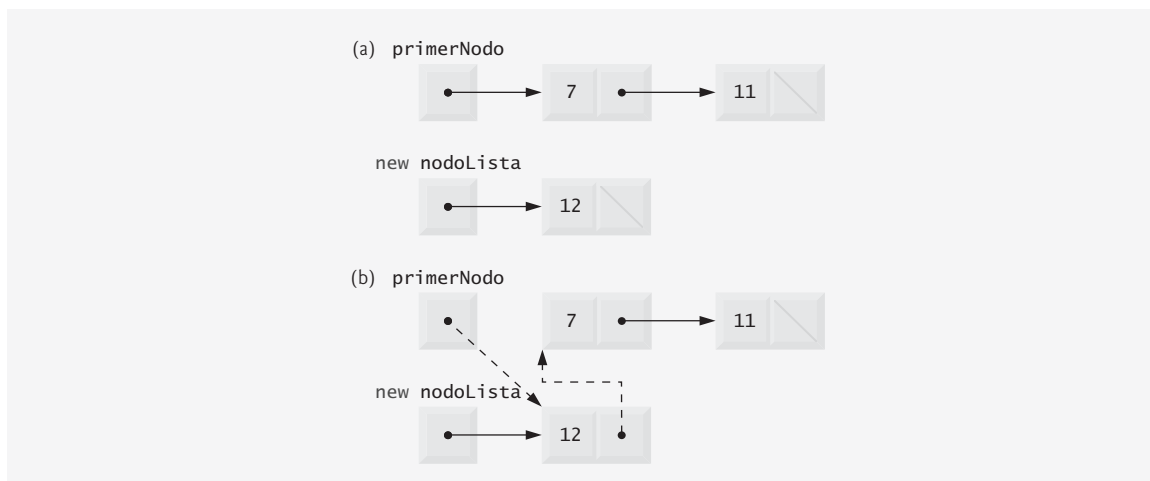 (a) primerNodo
7 11
new nodoLista
12
(b) primerNodo
7 11
new nodoLista
12